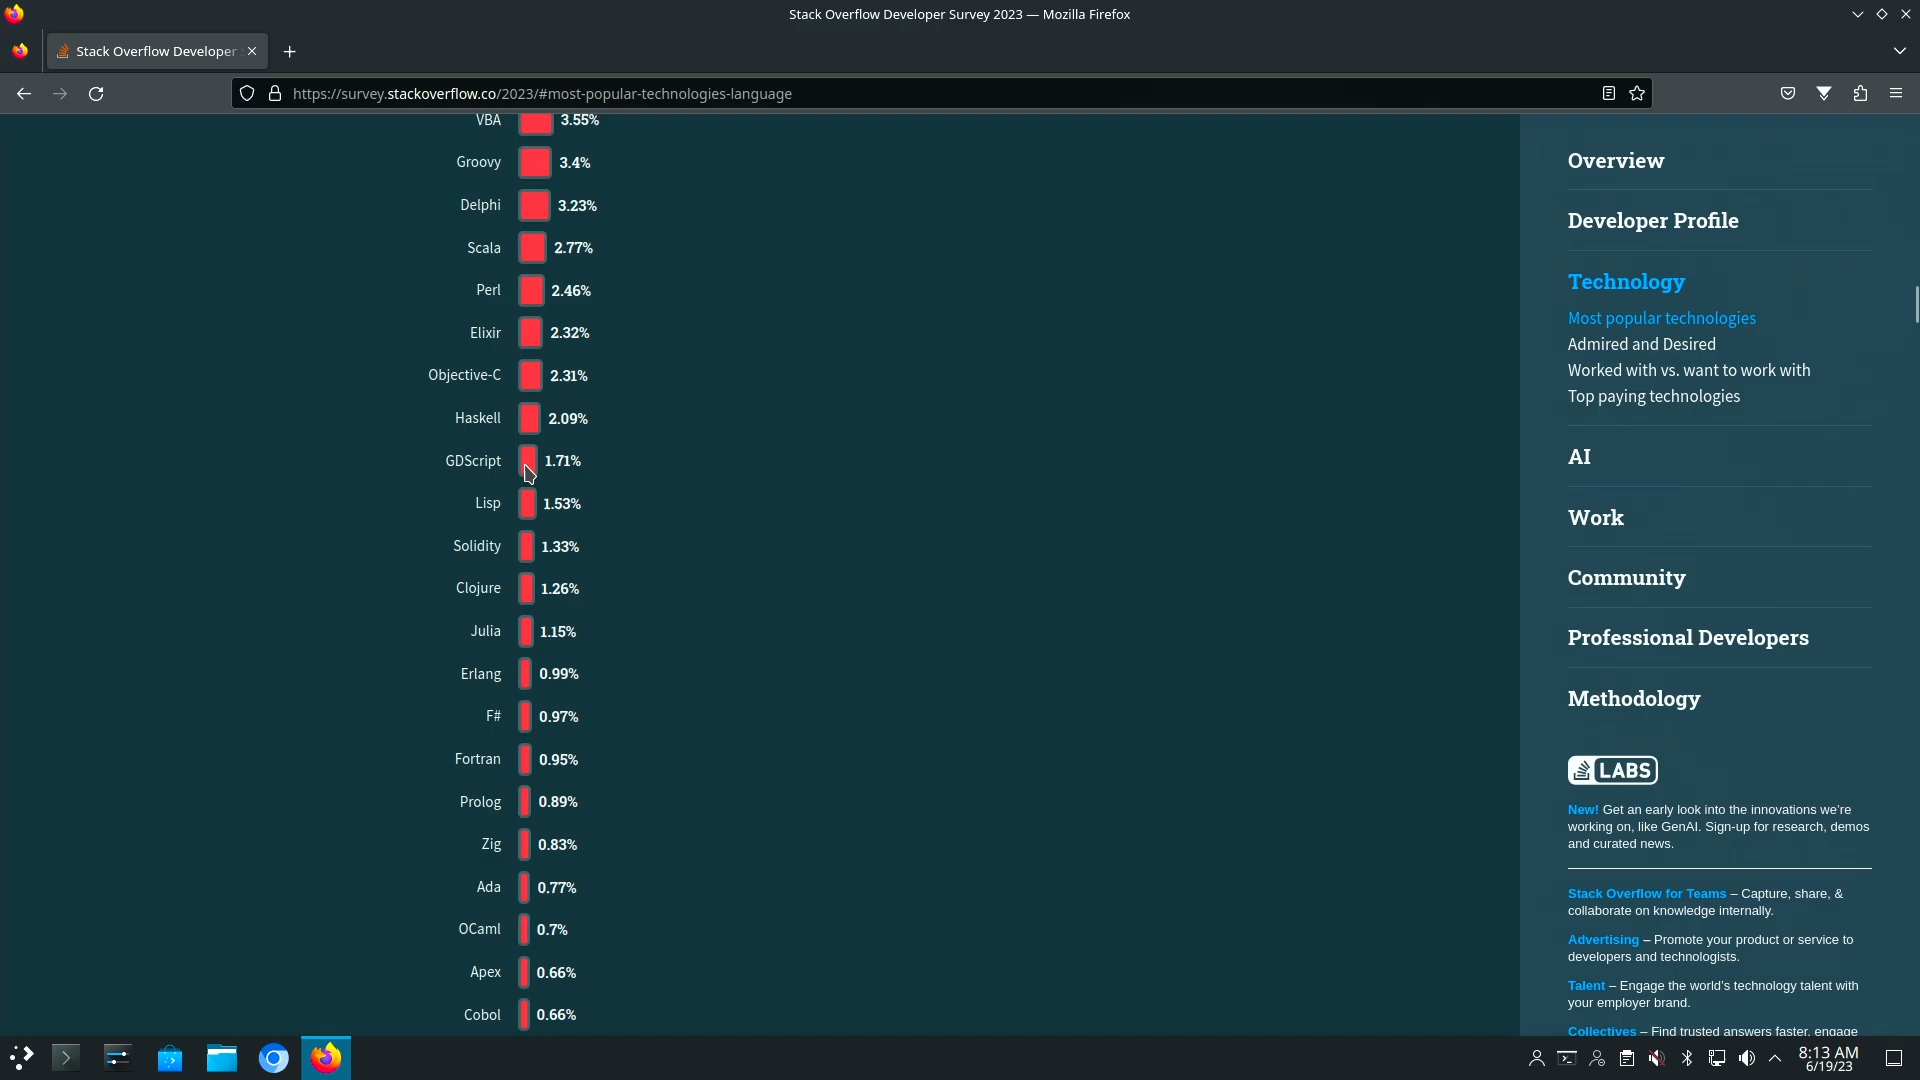 Stack Overflow Developer Survey 2023 — Mozilla Firefox
Stack Overflow Developer
https://survey.stackoverflow.co/2023/#most-popular-technologies-language
VBA 3.55%
Groovy 3.4%
Delphi 3.23%
Scala 2.77%
Perl 2.46%
Elixir 2.32%
Objective-C 2.31%
Haskell 2.09%
GDScript 1.71%
Lisp 1.53%
Solidity 1.33%
Clojure 1.26%
Julia 1.15%
Erlang 0.99%
F# 0.97%
Fortran 0.95%
Prolog 0.89%
Zig 0.83%
Ada 0.77%
OCaml 0.7%
Apex 0.66%
Cobol 0.66%
Overview
Developer Profile
Technology
Most popular technologies
Admired and Desired
Worked with vs. want to work with
Top paying technologies
AI
Work
Community
Professional Developers
Methodology
LABS
New! Get an early look into the innovations we're
working on, like GenAI. Sign-up for research, demos
and curated news.
Stack Overflow for Teams – Capture, share, &
collaborate on knowledge internally.
Advertising – Promote your product or service to
developers and technologists.
Talent – Engage the world's technology talent with
your employer brand.
Collectives – Find trusted answers faster, engage
8:13 AM
6/19/23